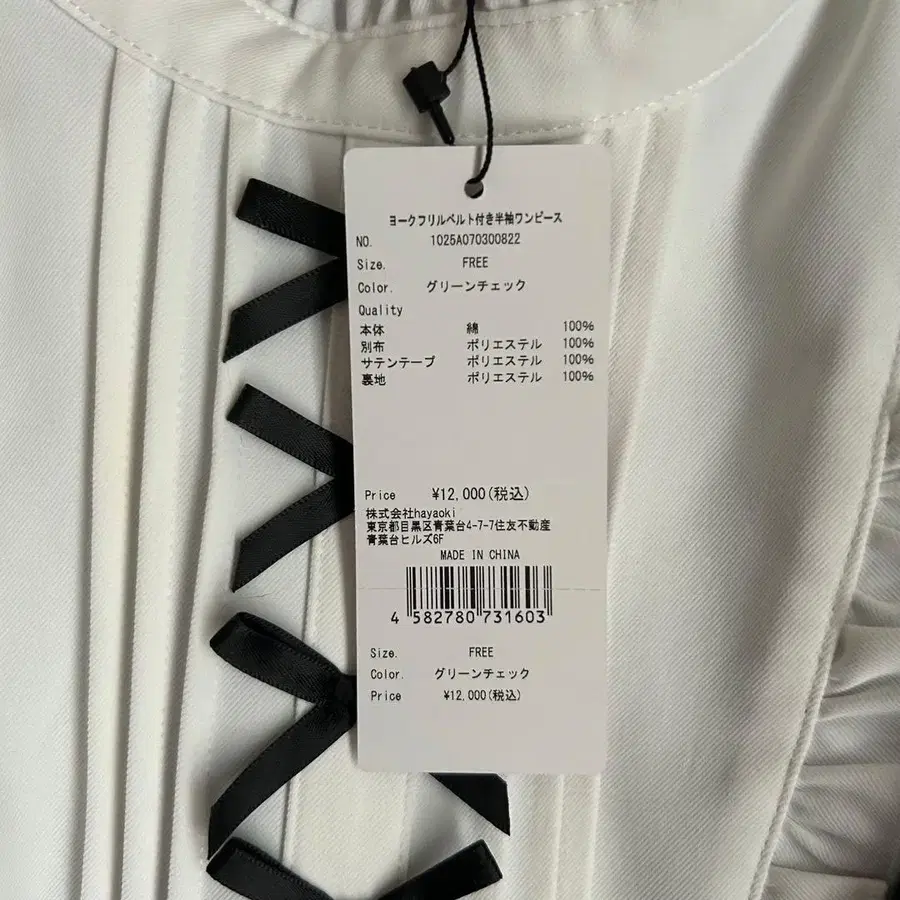 ヨークフリルベルト付き半袖ワンピース
NO. 1025A070300822
Size. FREE
Color. グリーンチェック
Quality
本体 綿 100%
別布 ポリエステル 100%
サテンテープ ポリエステル 100%
裏地 ポリエステル 100%
Price ¥12,000(税込)
株式会社hayaoki
東京都目黒区青葉台4-7-7住友不動産
青葉台ヒルズ6F
MADE IN CHINA
4 582780 731603
Size. FREE
Color. グリーンチェック
Price ¥12,000(税込)